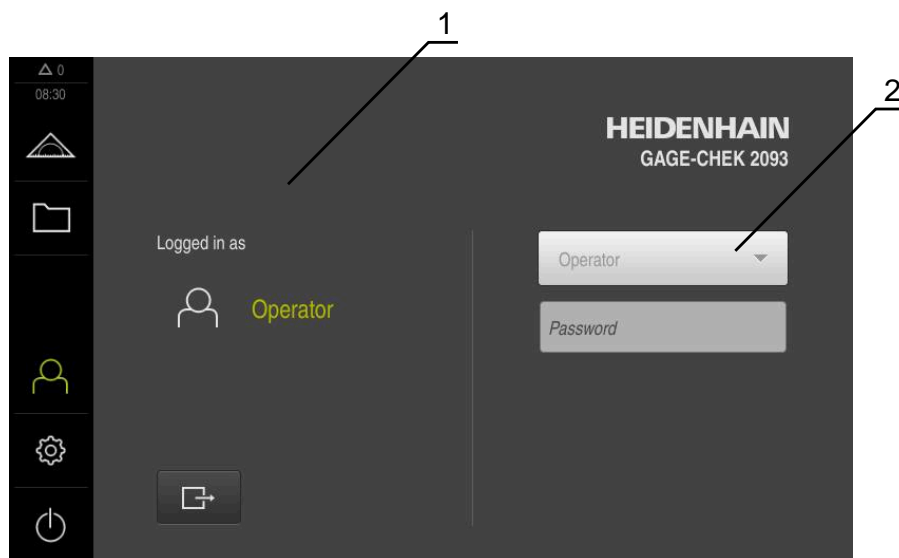 1
2
0
08:30
HEIDENHAIN
GAGE-CHEK 2093
Logged in as
Operator
Operator
Password